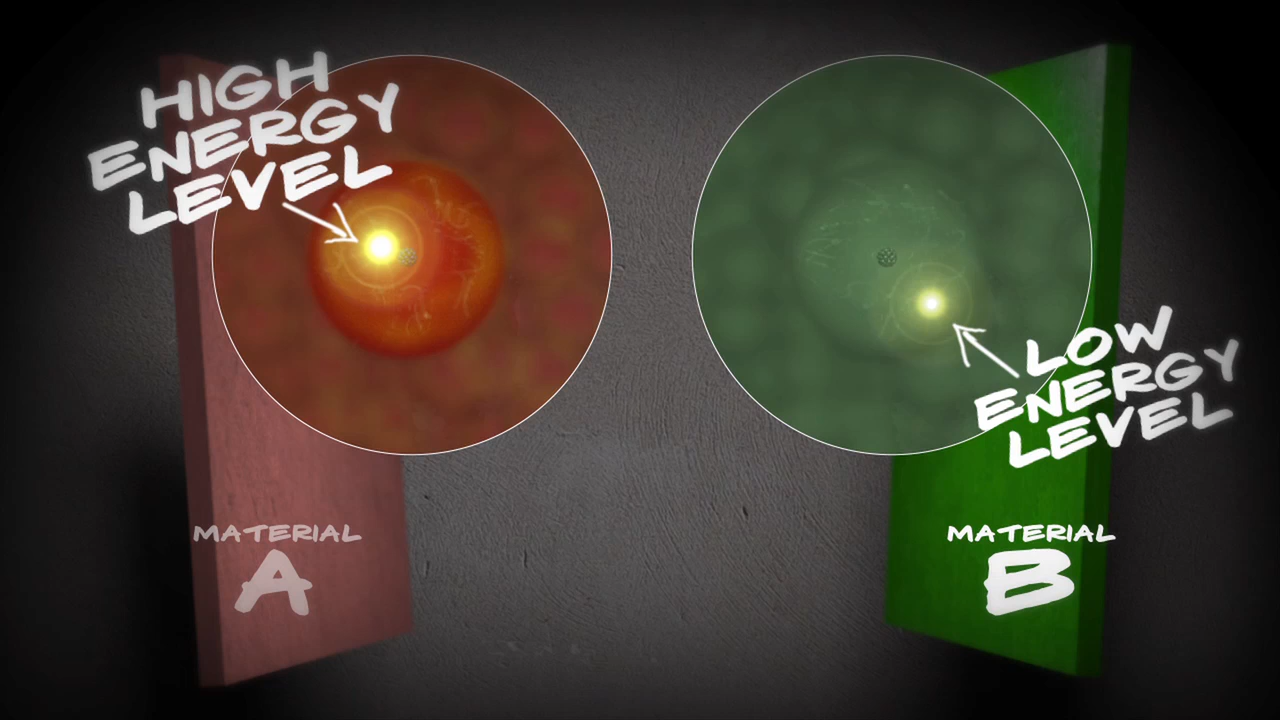 HIGH
ENERGY
LEVEL
LOW
ENERGY
LEVEL
MATERIAL
A
MATERIAL
B